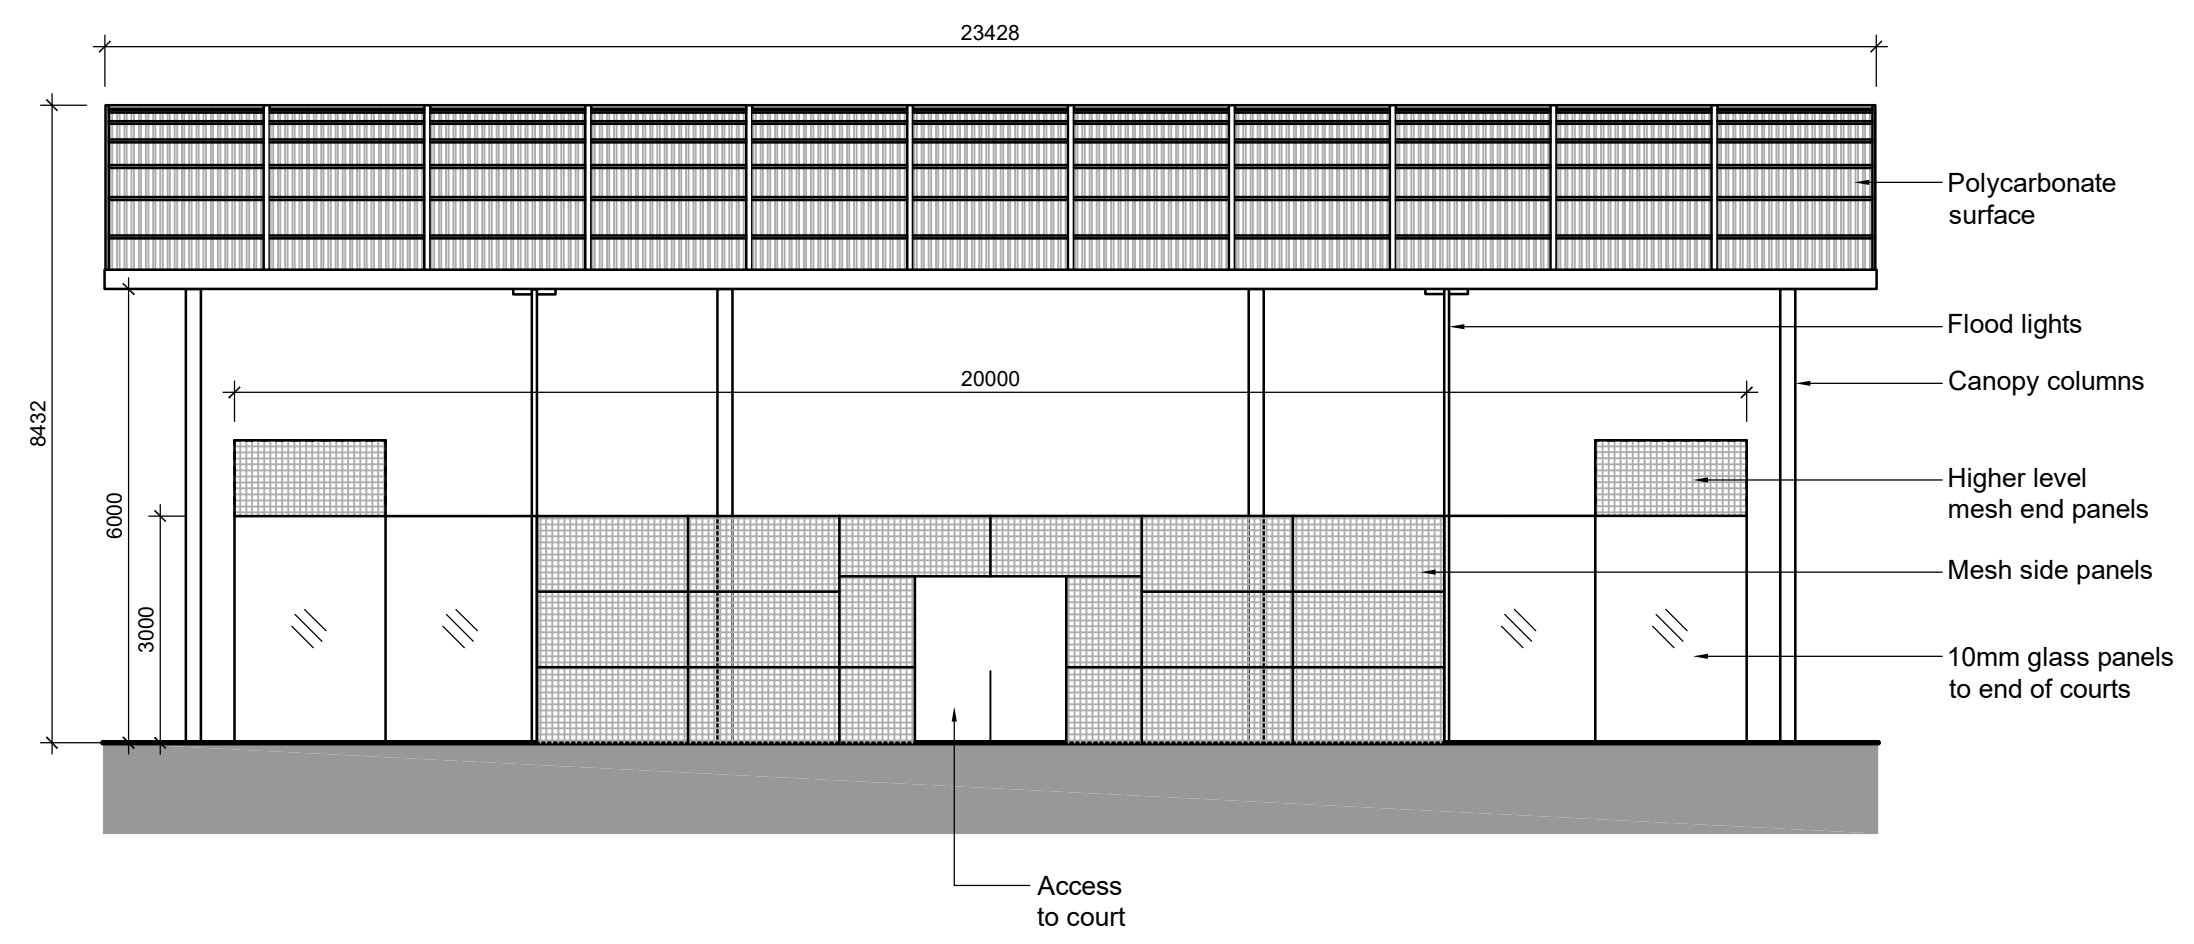 23428
Polycarbonate
surface
Flood lights
20000
Canopy columns
8432
Higher level
mesh end panels
6000
Mesh side panels
3000
10mm glass panels
to end of courts
Access
to court